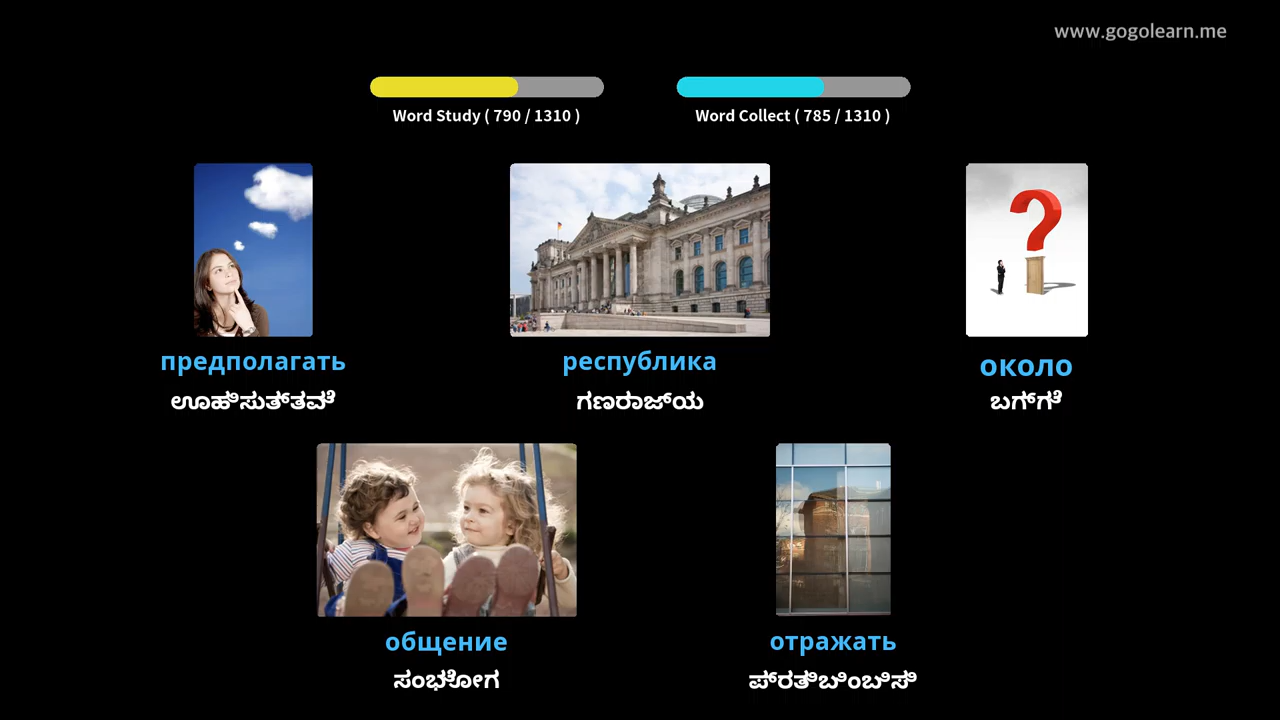 www.gogolearn.me
Word Study ( 790 / 1310 )
Word Collect ( 785 / 1310 )
предполагать
республика
около
ಊಹಿಸುತ್ತವೆ
ಗಣರಾಜ್ಯ
ಬಗ್ಗೆ
общение
отражать
ಸಂಭೋಗ
ಪ್ರತಿಬಿಂಬಿಸಿ